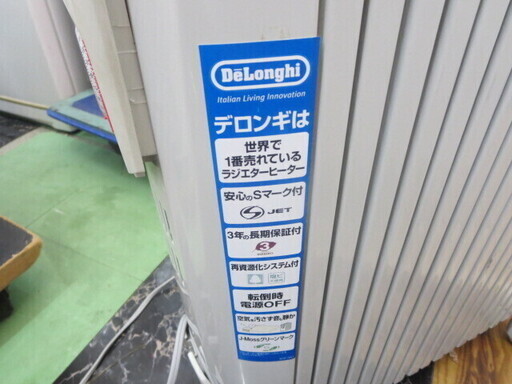 DeLonghi
Italian Living Innovation
デロンギは
世界で
1番売れている
ラジエターヒーター
安心のSマーク付
S JET
3年の長期保証付
3
再資源化システム付
転倒時
電源OFF
空気を汚さず音も静か
J-Mossグリーンマーク